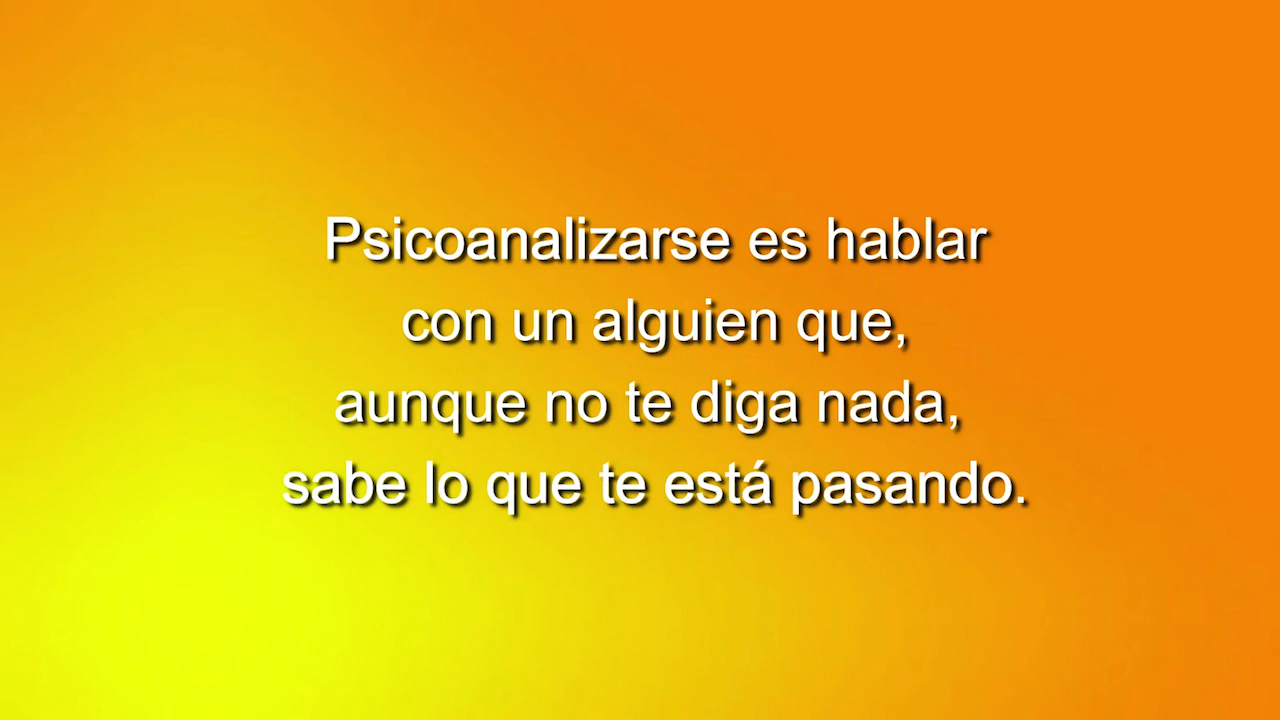 Psicoanalizarse es hablar
con un alguien que,
aunque no te diga nada,
sabe lo que te está pasando.